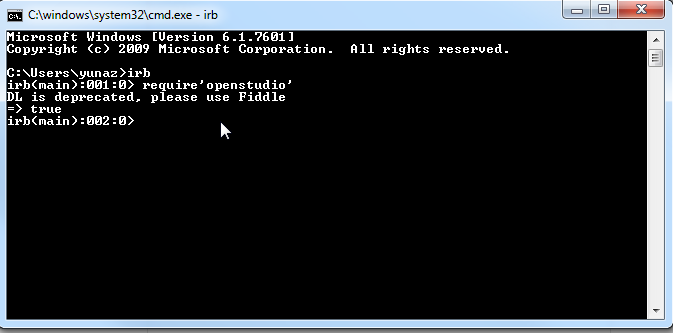 C:\windows\system32\cmd.exe - irb
Microsoft Windows [Version 6.1.7601]
Copyright (c) 2009 Microsoft Corporation.  All rights reserved.
C:\Users\yunaz>irb
irb(main):001:0> require'openstudio'
DL is deprecated, please use Fiddle
=> true
irb(main):002:0>